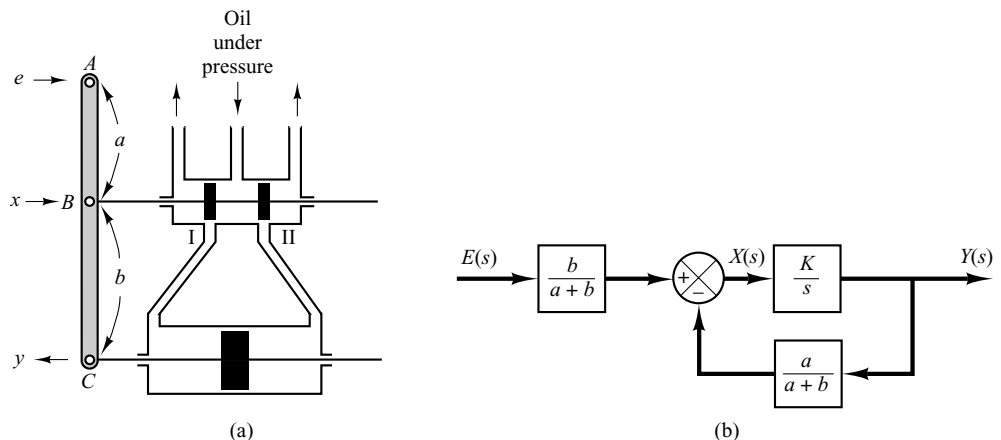 Oil
under
pressure
A
e
a
x
B
I
II
b
y
C
(a)
E(s)
b
a + b
+
−
X(s)
K
s
Y(s)
a
a + b
(b)